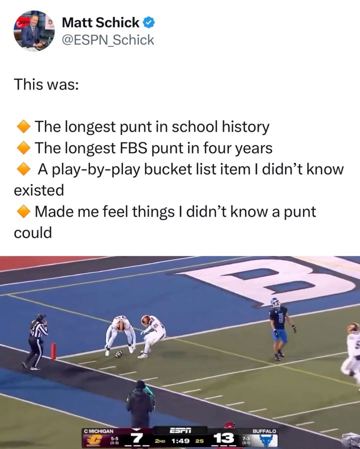 Matt Schick
@ESPN_Schick
This was:
🔸 The longest punt in school history
🔸 The longest FBS punt in four years
🔸 A play-by-play bucket list item I didn’t know
existed
🔸 Made me feel things I didn’t know a punt
could
B
C MICHIGAN 7 ESPN 13 BUFFALO
2ND 1:49 25